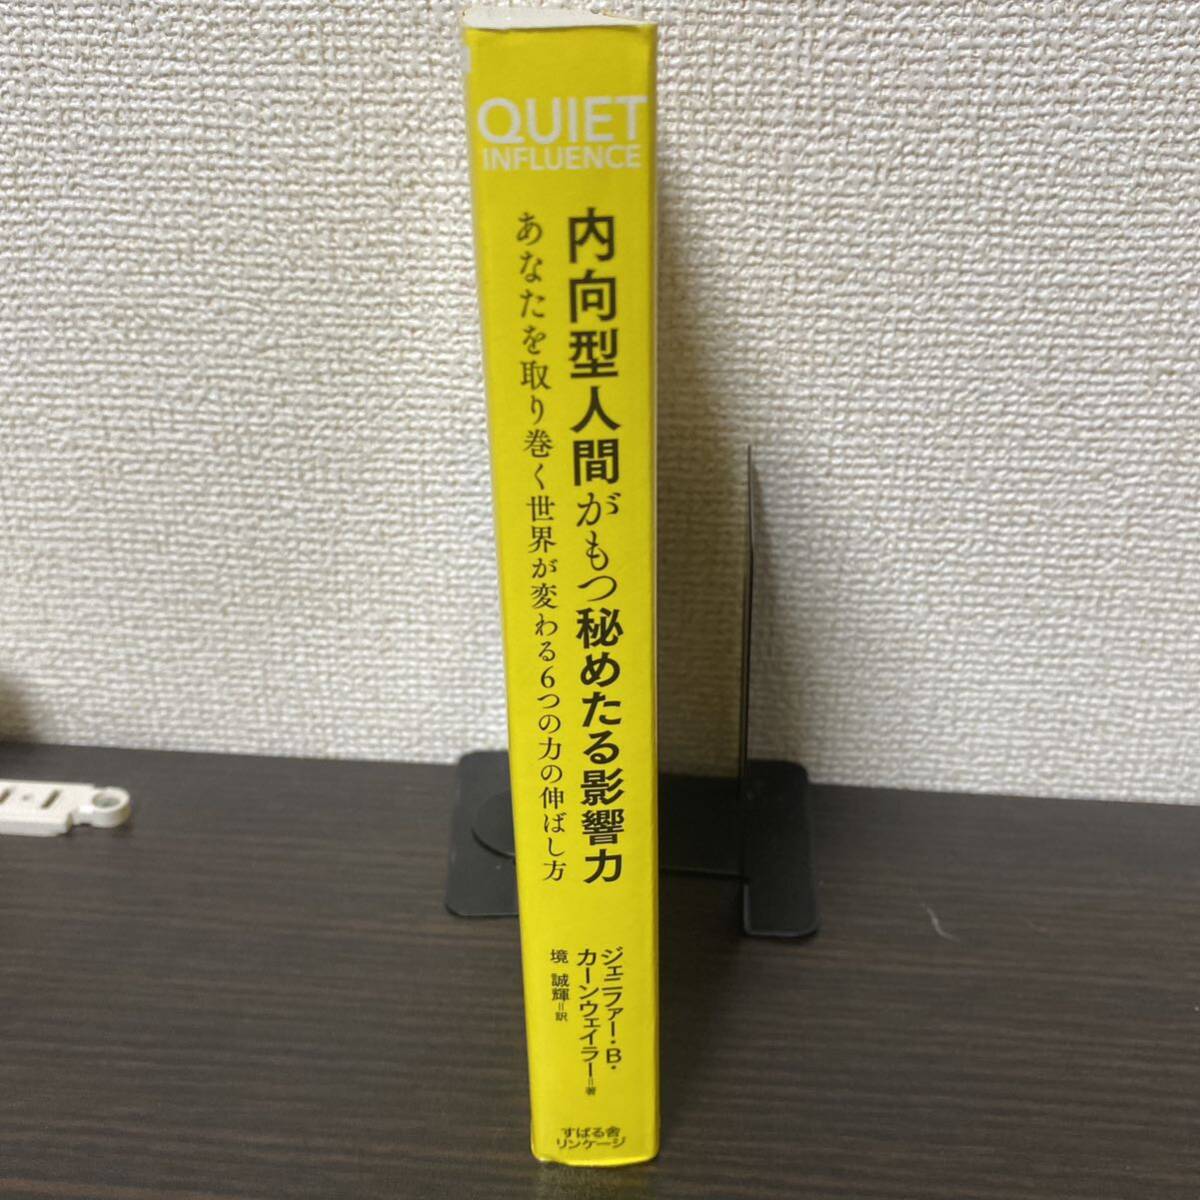 QUIET
INFLUENCE
内向型人間がもつ秘めたる影響力
あなたを取り巻く世界が変わる6つの力の伸ばし方
ジェニファー・B・
カーンウェイラー=著
境 誠輝=訳
すばる舎
リンケージ